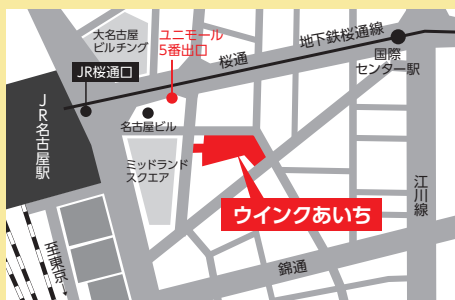 大名古屋
ビルヂング
ユニモール
5番出口
桜通
地下鉄桜通線
国際
センター駅
JR桜通口
JR名古屋駅
名古屋ビル
ミッドランド
スクエア
ウインクあいち
江川線
錦通
至東京